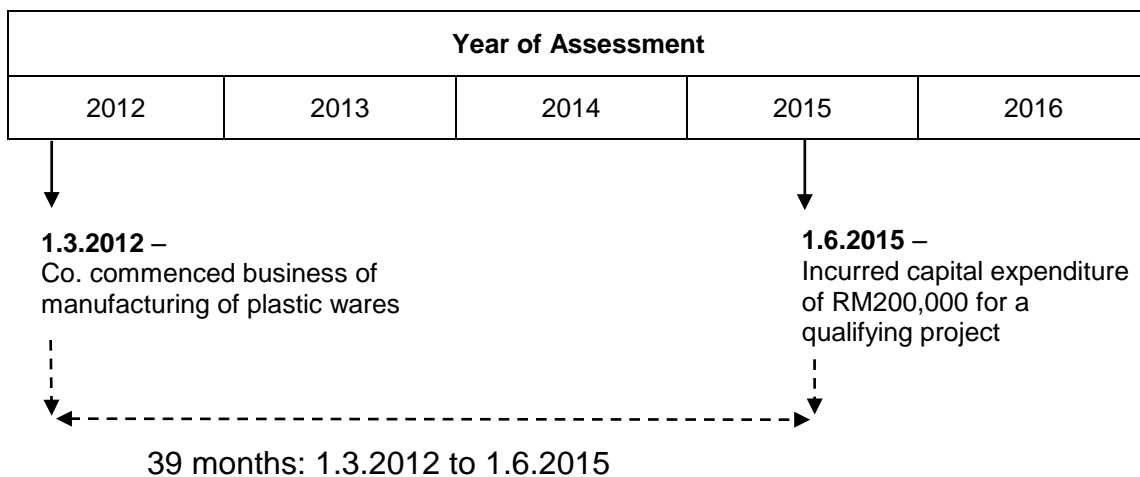 Year of Assessment
2012 2013 2014 2015 2016
1.3.2012 –
Co. commenced business of
manufacturing of plastic wares
1.6.2015 –
Incurred capital expenditure
of RM200,000 for a
qualifying project
39 months: 1.3.2012 to 1.6.2015